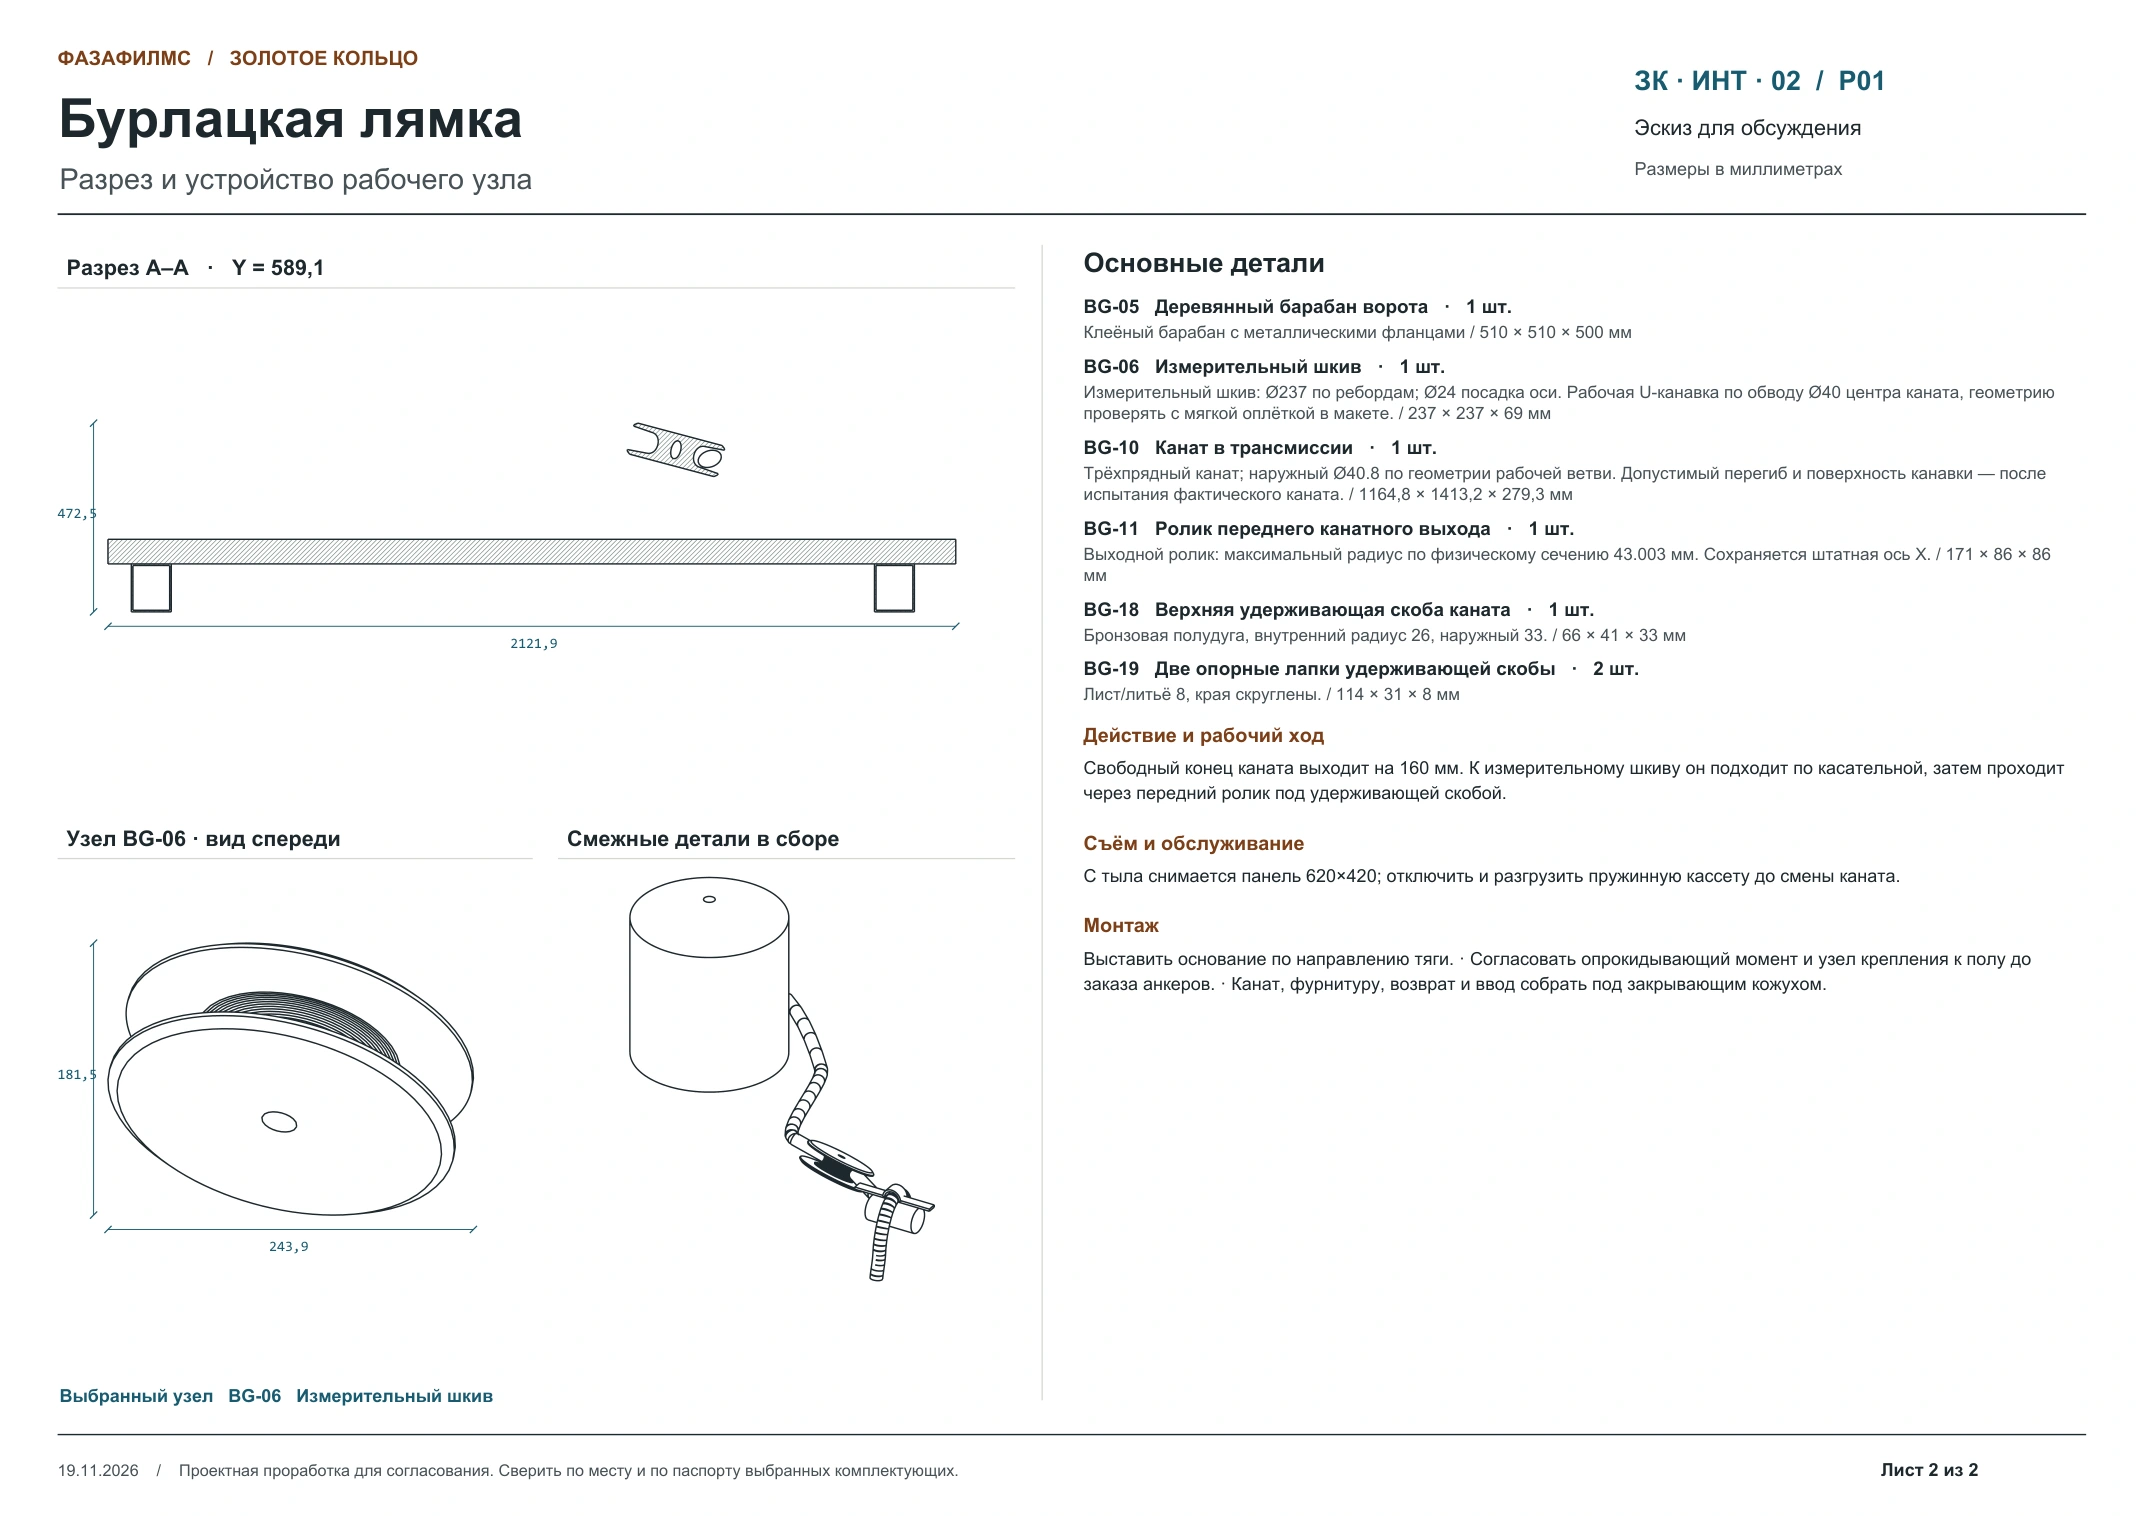 ФАЗАФИЛМС / ЗОЛОТОЕ КОЛЬЦО
Бурлацкая лямка
Разрез и устройство рабочего узла
ЗК · ИНТ · 02 / P01
Эскиз для обсуждения
Размеры в миллиметрах
Разрез А–А · Y = 589,1
472,5
2121,9
Узел BG-06 · вид спереди
181,5
243,9
Смежные детали в сборе
Выбранный узел BG-06 Измерительный шкив
Основные детали
BG-05 Деревянный барабан ворота · 1 шт.
Клеёный барабан с металлическими фланцами / 510 × 510 × 500 мм
BG-06 Измерительный шкив · 1 шт.
Измерительный шкив: Ø237 по ребордам; Ø24 посадка оси. Рабочая U-канавка по обводу Ø40 центра каната, геометрию
проверять с мягкой оплёткой в макете. / 237 × 237 × 69 мм
BG-10 Канат в трансмиссии · 1 шт.
Трёхпрядный канат; наружный Ø40.8 по геометрии рабочей ветви. Допустимый перегиб и поверхность канавки — после
испытания фактического каната. / 1164,8 × 1413,2 × 279,3 мм
BG-11 Ролик переднего канатного выхода · 1 шт.
Выходной ролик: максимальный радиус по физическому сечению 43.003 мм. Сохраняется штатная ось X. / 171 × 86 × 86
мм
BG-18 Верхняя удерживающая скоба каната · 1 шт.
Бронзовая полудуга, внутренний радиус 26, наружный 33. / 66 × 41 × 33 мм
BG-19 Две опорные лапки удерживающей скобы · 2 шт.
Лист/литьё 8, края скруглены. / 114 × 31 × 8 мм
Действие и рабочий ход
Свободный конец каната выходит на 160 мм. К измерительному шкиву он подходит по касательной, затем проходит
через передний ролик под удерживающей скобой.
Съём и обслуживание
С тыла снимается панель 620×420; отключить и разгрузить пружинную кассету до смены каната.
Монтаж
Выставить основание по направлению тяги. · Согласовать опрокидывающий момент и узел крепления к полу до
заказа анкеров. · Канат, фурнитуру, возврат и ввод собрать под закрывающим кожухом.
19.11.2026 / Проектная проработка для согласования. Сверить по месту и по паспорту выбранных комплектующих.
Лист 2 из 2